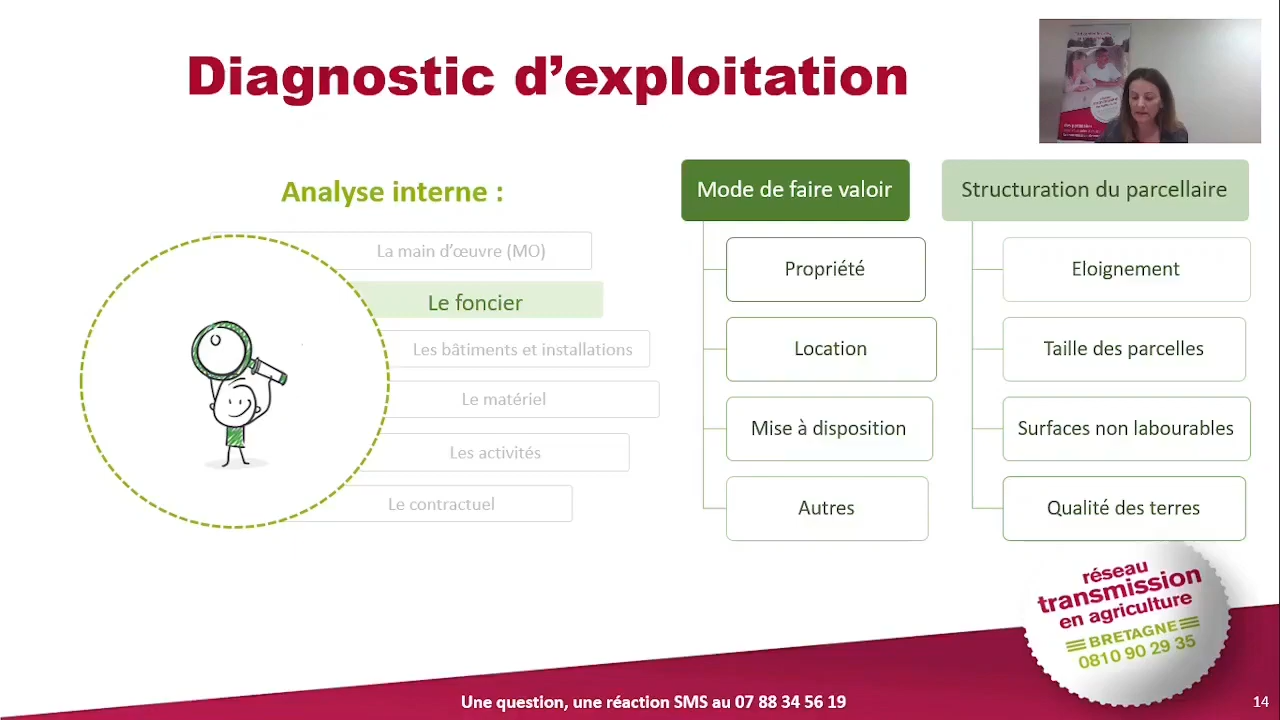 Diagnostic d’exploitation
Analyse interne :
La main d’œuvre (MO)
Le foncier
Les bâtiments et installations
Le matériel
Les activités
Le contractuel
Mode de faire valoir
Propriété
Location
Mise à disposition
Autres
Structuration du parcellaire
Eloignement
Taille des parcelles
Surfaces non labourables
Qualité des terres
réseau
transmission
en agriculture
BRETAGNE
0810 90 29 35
Une question, une réaction SMS au 07 88 34 56 19
14